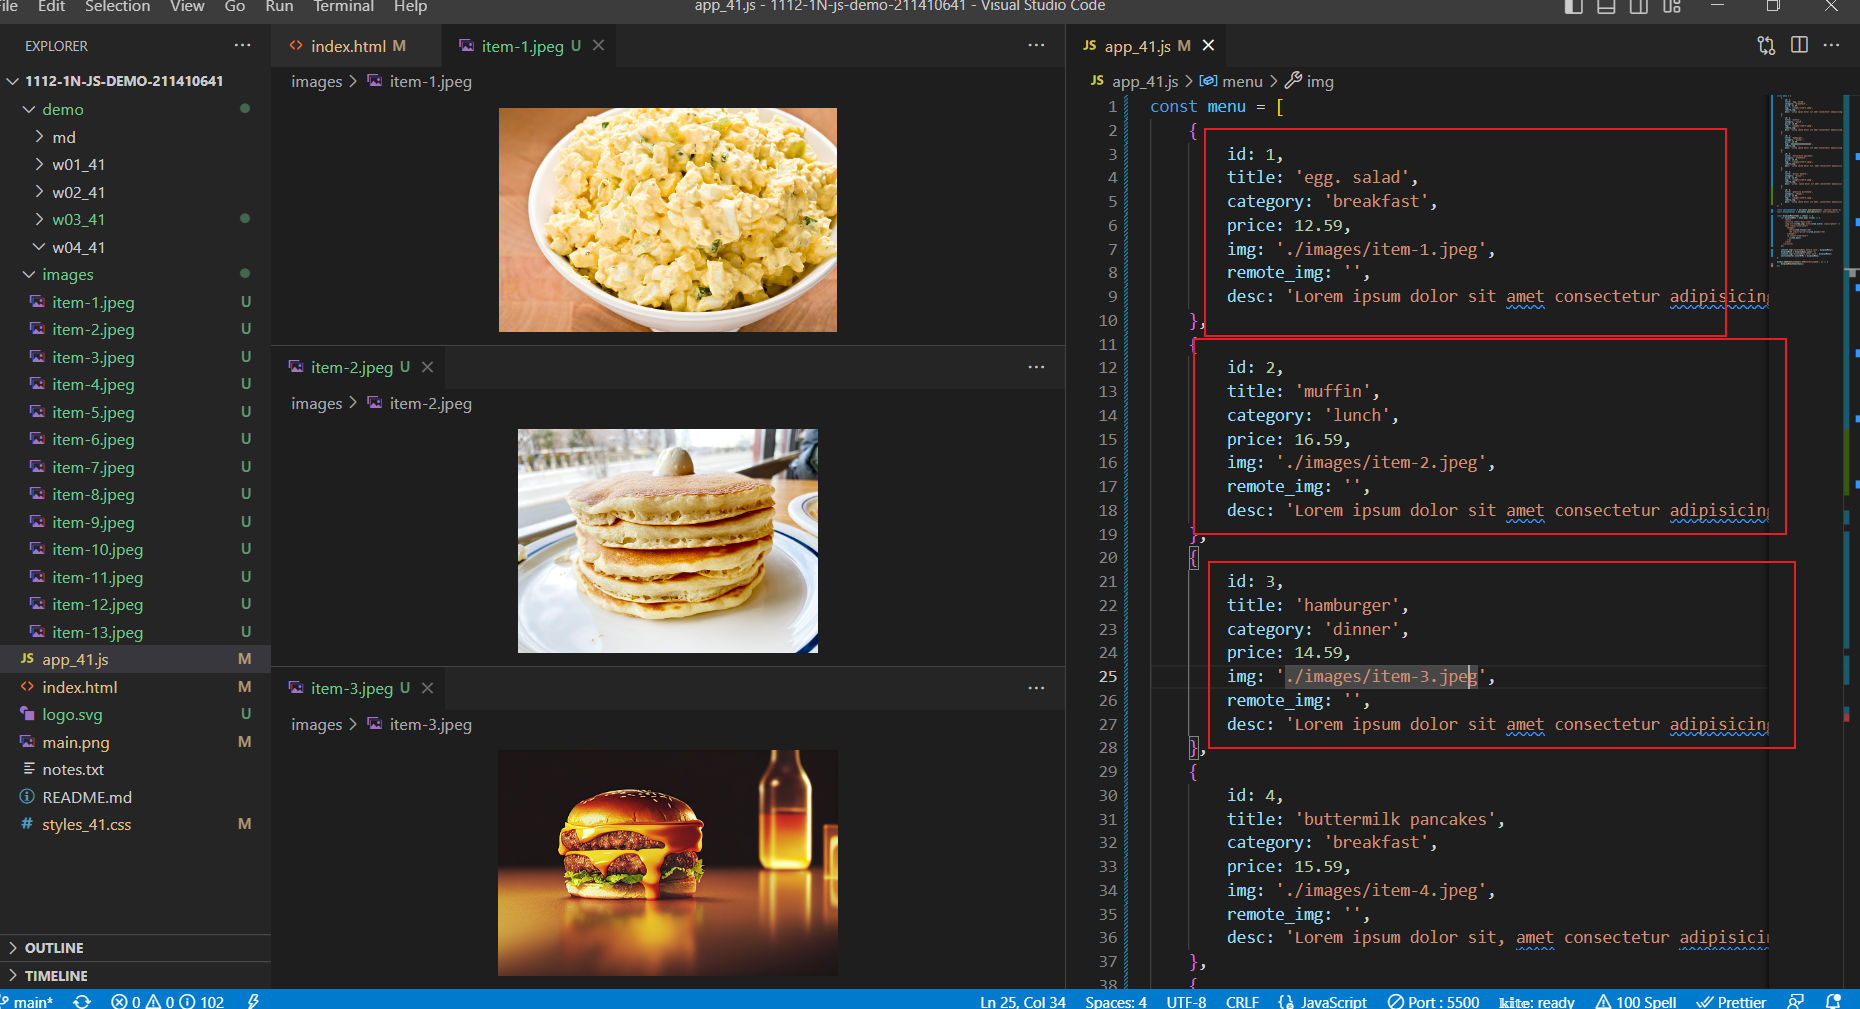 File Edit Selection View Go Run Terminal Help
app_41.js - 1112-1N-js-demo-211410641 - Visual Studio Code
EXPLORER
1112-1N-JS-DEMO-211410641
demo
md
w01_41
w02_41
w03_41
w04_41
images
item-1.jpeg U
item-2.jpeg U
item-3.jpeg U
item-4.jpeg U
item-5.jpeg U
item-6.jpeg U
item-7.jpeg U
item-8.jpeg U
item-9.jpeg U
item-10.jpeg U
item-11.jpeg U
item-12.jpeg U
item-13.jpeg U
JS app_41.js M
<> index.html M
logo.svg U
main.png M
notes.txt
README.md
# styles_41.css M
OUTLINE
TIMELINE
<> index.html M
item-1.jpeg U
images > item-1.jpeg
item-2.jpeg U
images > item-2.jpeg
item-3.jpeg U
images > item-3.jpeg
JS app_41.js M
JS app_41.js > menu > img
1 const menu = [
2 {
3 id: 1,
4 title: 'egg. salad',
5 category: 'breakfast',
6 price: 12.59,
7 img: './images/item-1.jpeg',
8 remote_img: '',
9 desc: 'Lorem ipsum dolor sit amet consectetur adipisicing
10 },
11 {
12 id: 2,
13 title: 'muffin',
14 category: 'lunch',
15 price: 16.59,
16 img: './images/item-2.jpeg',
17 remote_img: '',
18 desc: 'Lorem ipsum dolor sit amet consectetur adipisicing
19 },
20 {
21 id: 3,
22 title: 'hamburger',
23 category: 'dinner',
24 price: 14.59,
25 img: './images/item-3.jpeg',
26 remote_img: '',
27 desc: 'Lorem ipsum dolor sit amet consectetur adipisicing
28 },
29 {
30 id: 4,
31 title: 'buttermilk pancakes',
32 category: 'breakfast',
33 price: 15.59,
34 img: './images/item-4.jpeg',
35 remote_img: '',
36 desc: 'Lorem ipsum dolor sit, amet consectetur adipisici
37 },
38 {
main* 0 0 102
Ln 25, Col 34 Spaces: 4 UTF-8 CRLF JavaScript Port : 5500 kite: ready 100 Spell Prettier